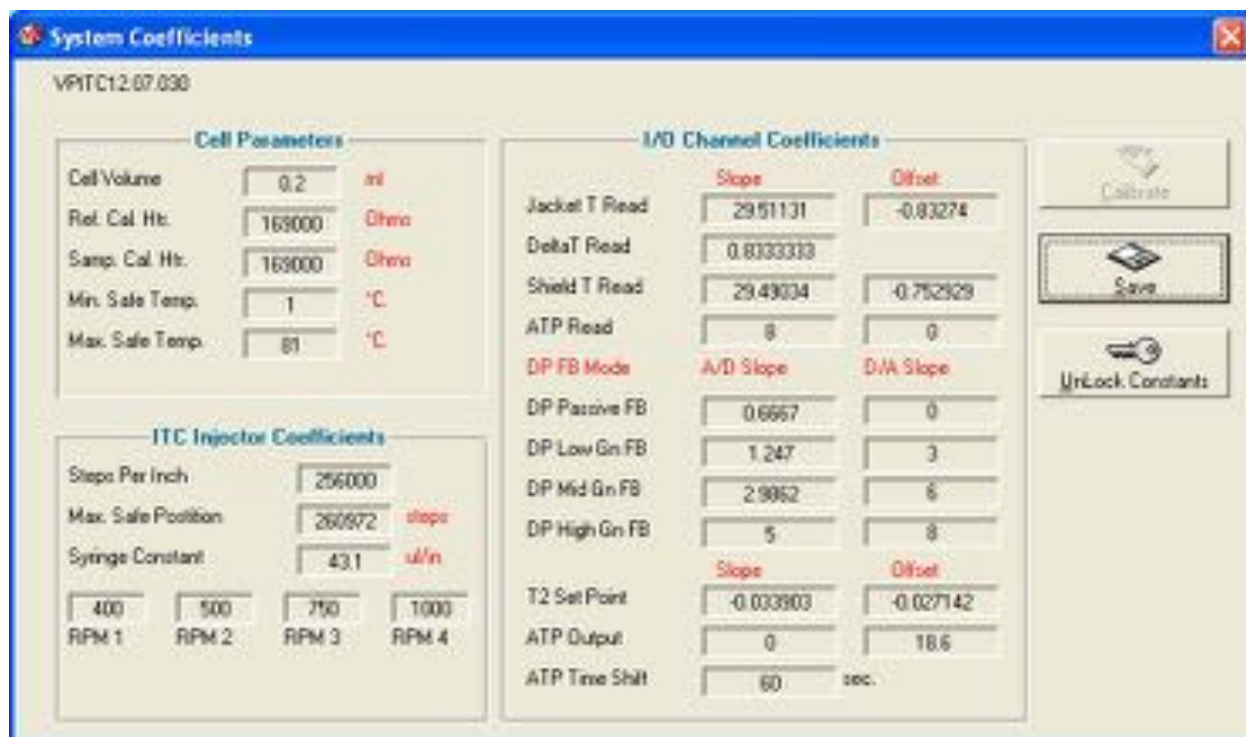 System Coefficients
VPITC12.07.030
Cell Parameters
Cell Volume 0.2 ml
Ref. Cal. Htr. 169000 Ohms
Samp. Cal. Htr. 169000 Ohms
Min. Safe Temp. 1 °C.
Max. Safe Temp. 81 °C.
ITC Injector Coefficients
Steps Per Inch 256000
Max. Safe Postition 260972 steps
Syringe Constant 43.1 ul/in
400 500 750 1000
RPM 1 RPM 2 RPM 3 RPM 4
I/O Channel Coefficients
Slope Offset
Jacket T Read 29.51131 -0.83274
DeltaT Read 0.8333333
Shield T Read 29.49034 -0.752929
ATP Read 8 0
DP FB Mode A/D Slope D/A Slope
DP Passive FB 0.6667 0
DP Low Gn FB 1.247 3
DP Mid Gn FB 2.9862 6
DP High Gn FB 5 8
Slope Offset
T2 Set Point -0.033903 -0.027142
ATP Output 0 18.6
ATP Time Shift 60 sec.
Calibrate
Save
UnLock Constants